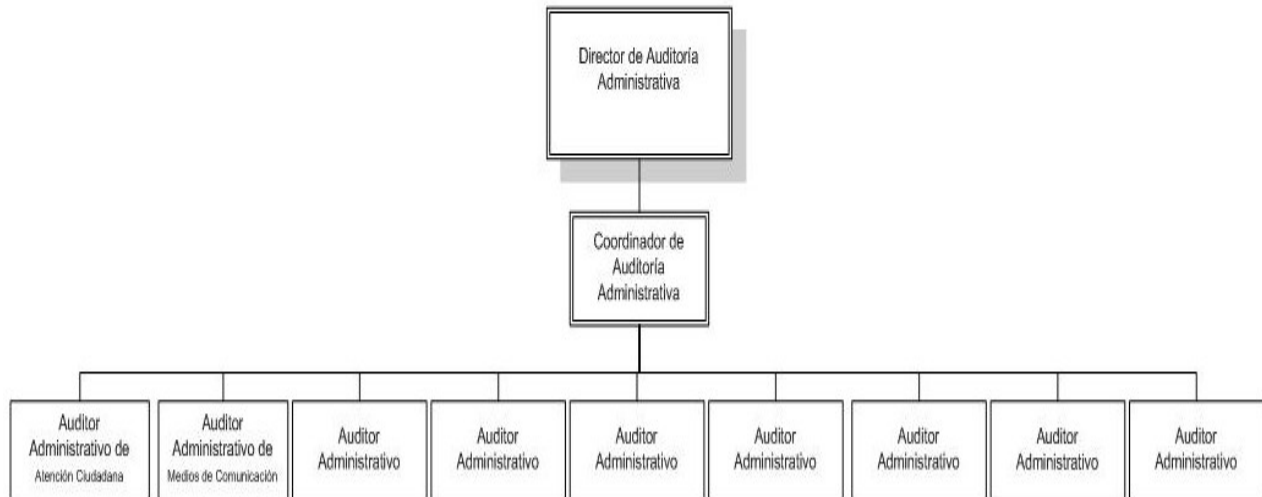 Director de Auditoría
Administrativa
Coordinador de
Auditoría
Administrativa
Auditor
Administrativo de
Atención Ciudadana
Auditor
Administrativo de
Medios de Comunicación
Auditor
Administrativo
Auditor
Administrativo
Auditor
Administrativo
Auditor
Administrativo
Auditor
Administrativo
Auditor
Administrativo
Auditor
Administrativo